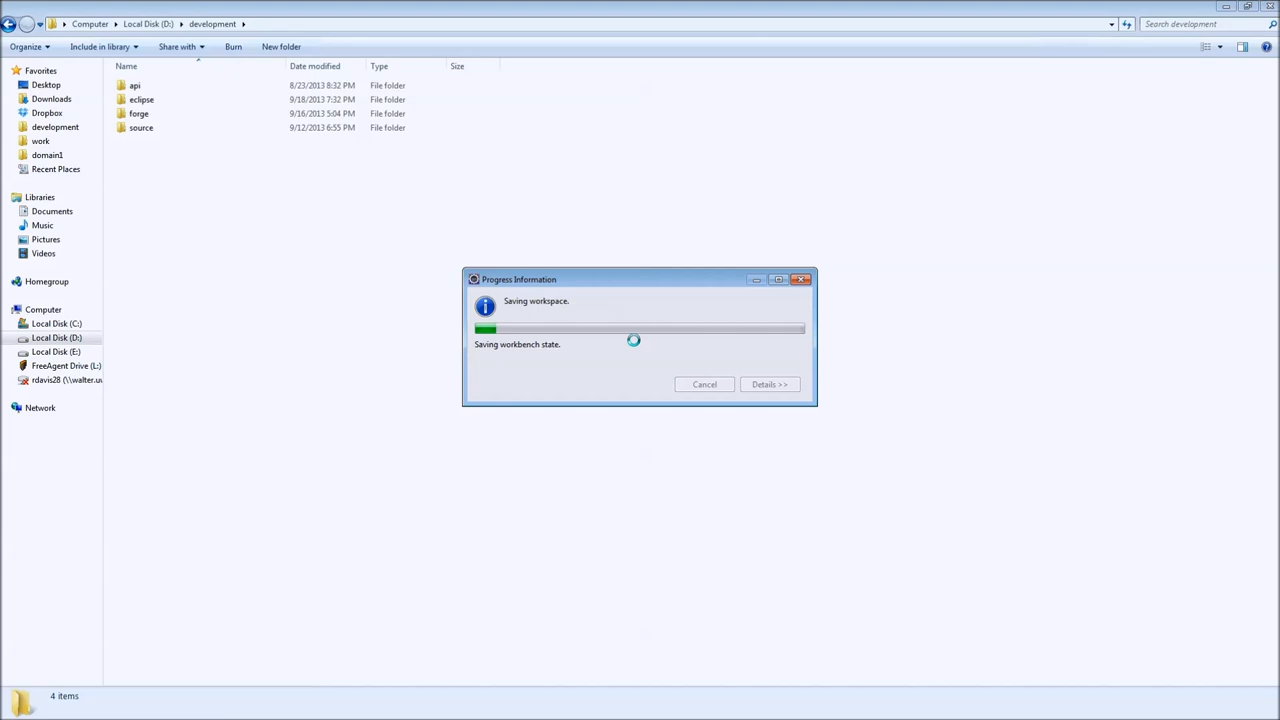 Computer Local Disk (D:) development Search development
Organize Include in library Share with Burn New folder
Name Date modified Type Size
Favorites
Desktop
Downloads
Dropbox
development
work
domain1
Recent Places
Libraries
Documents
Music
Pictures
Videos
Homegroup
Computer
Local Disk (C:)
Local Disk (D:)
Local Disk (E:)
FreeAgent Drive (L:)
rdavis28 (\\walter.uv
Network
api 8/23/2013 8:32 PM File folder
eclipse 9/18/2013 7:32 PM File folder
forge 9/16/2013 5:04 PM File folder
source 9/12/2013 6:55 PM File folder
Progress Information
Saving workspace.
Saving workbench state.
Cancel Details >>
4 items